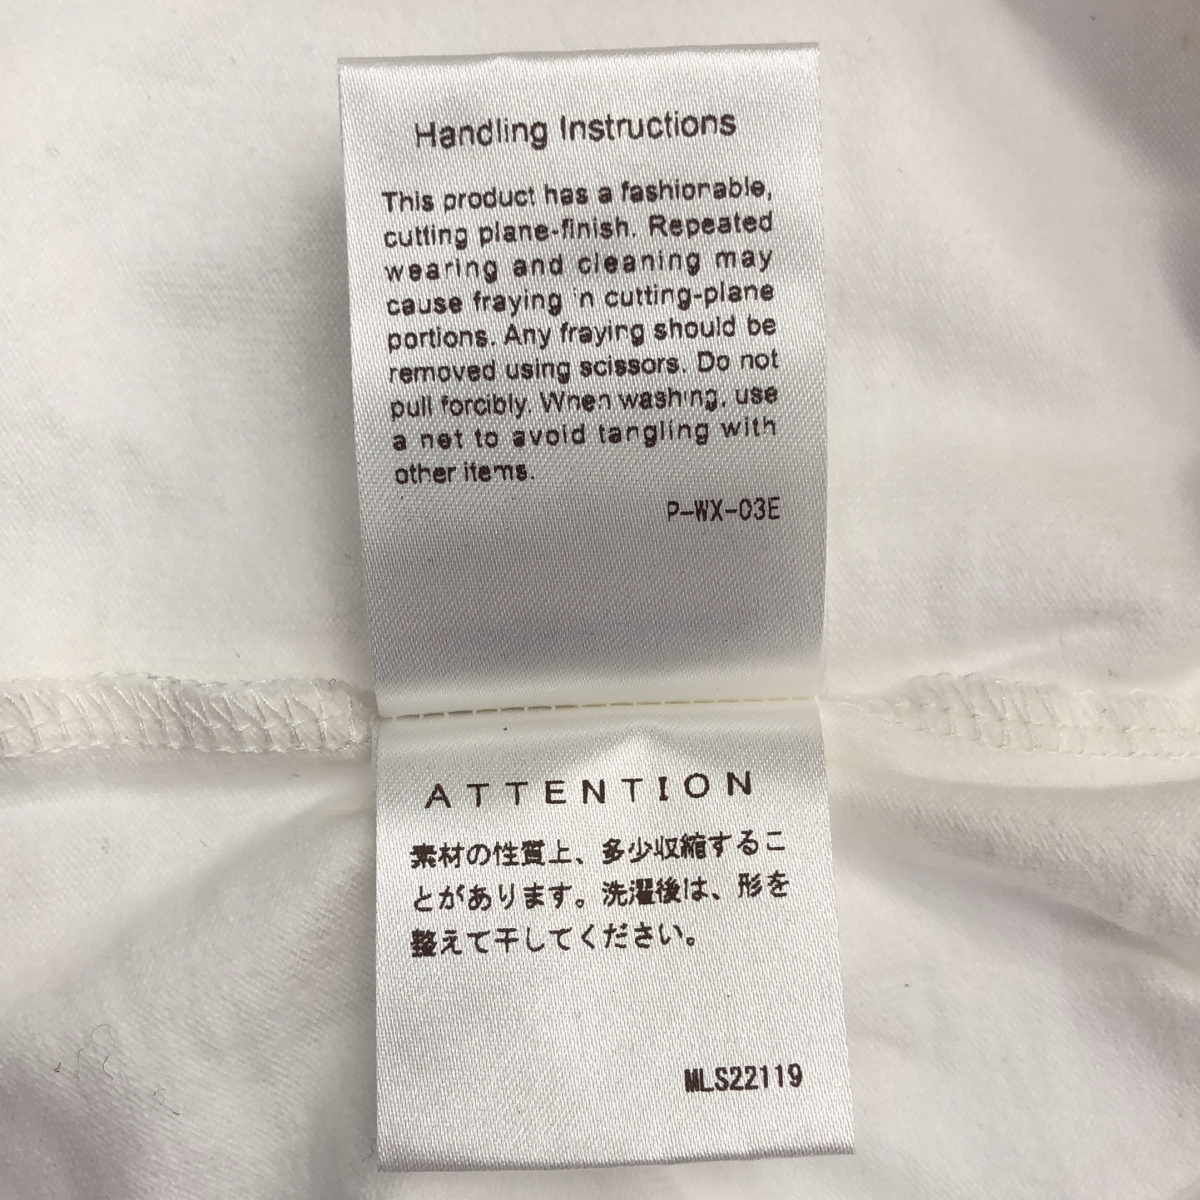 Handling Instructions
This product has a fashionable,
cutting plane-finish. Repeated
wearing and cleaning may
cause fraying in cutting-plane
portions. Any fraying should be
removed using scissors. Do not
pull forcibly. When washing, use
a net to avoid tangling with
other items.
P-WX-03E
ATTENTION
素材の性質上、多少収縮するこ
とがあります。洗濯後は、形を
整えて干してください。
MLS22119